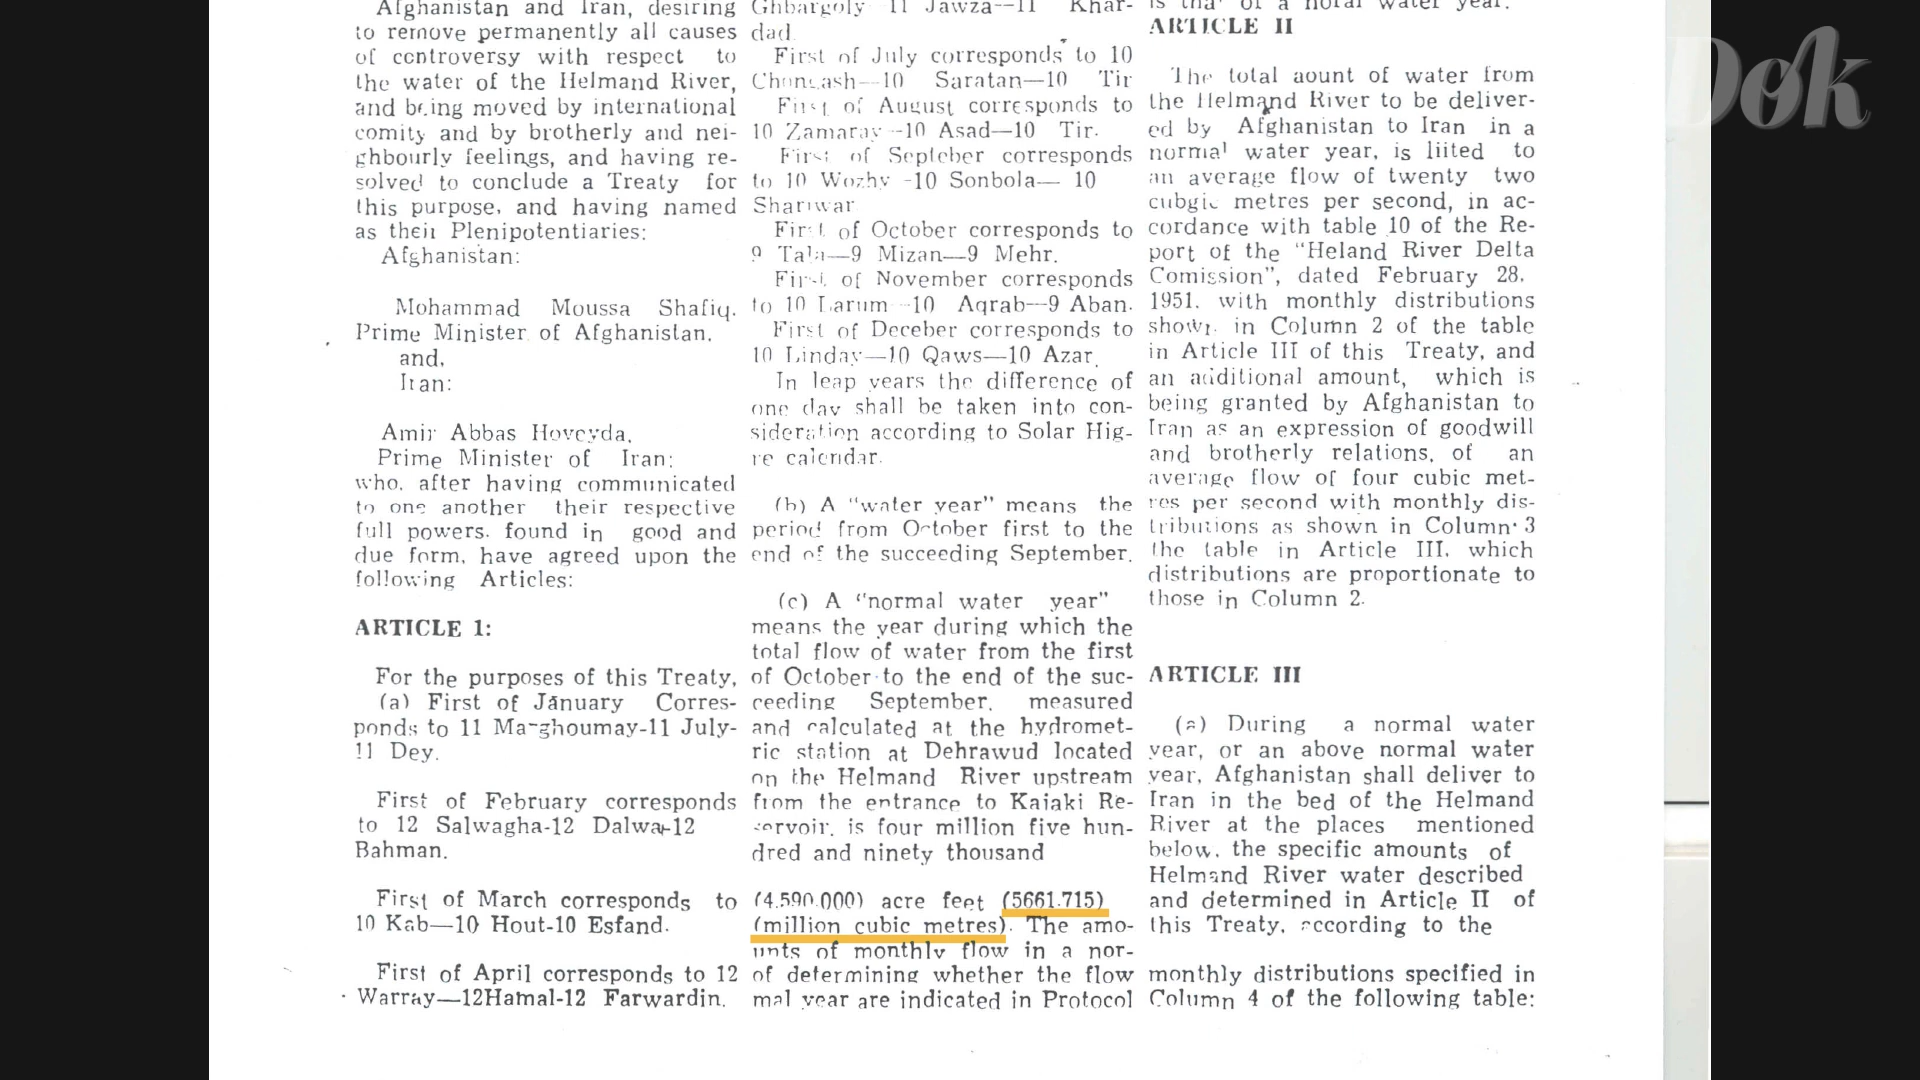 Afghanistan and Iran, desiring
to remove permanently all causes
of controversy with respect to
the water of the Helmand River,
and being moved by international
comity and by brotherly and nei-
ghbourly feelings, and having re-
solved to conclude a Treaty for
this purpose, and having named
as their Plenipotentiaries:
Afghanistan:
Mohammad Moussa Shafiq,
Prime Minister of Afghanistan,
and,
Iran:
Amir Abbas Hoveyda,
Prime Minister of Iran:
who, after having communicated
to one another their respective
full powers, found in good and
due form, have agreed upon the
following Articles:
ARTICLE 1:
For the purposes of this Treaty,
(a) First of January Corres-
ponds to 11 Marghoumay-11 July-
11 Dey.
First of February corresponds
to 12 Salwagha-12 Dalwa-12
Bahman.
First of March corresponds to
10 Kab—10 Hout-10 Esfand.
First of April corresponds to 12
Warray—12Hamal-12 Farwardin.
Ghbargoly 11 Jawza--11 Khar-
dad.
First of July corresponds to 10
10 Saratan—10 Tir
First of August corresponds to
10 Zamaray--10 Asad—10 Tir.
First of Septeber corresponds
to 10 Wozhy -10 Sonbola— 10
Shariwar
First of October corresponds to
9 Tala—9 Mizan—9 Mehr.
First of November corresponds
to 10 Larum--10 Aqrab—9 Aban.
First of Deceber corresponds to
10 Linday—10 Qaws—10 Azar.
In leap years the difference of
one day shall be taken into con-
sideration according to Solar Hig-
re calendar.
(b) A "water year" means the
period from October first to the
end of the succeeding September.
(c) A "normal water year"
means the year during which the
total flow of water from the first
of October to the end of the suc-
ceeding September, measured
and calculated at the hydromet-
ric station at Dehrawud located
on the Helmand River upstream
from the entrance to Kajaki Re-
servoir, is four million five hun-
dred and ninety thousand
(4.590.000) acre feet (5661.715)
(million cubic metres). The amo-
unts of monthly flow in a nor-
of determining whether the flow
mal year are indicated in Protocol
ARTICLE II
The total aount of water from
the Helmand River to be deliver-
ed by Afghanistan to Iran in a
normal water year, is liited to
an average flow of twenty two
cubgic metres per second, in ac-
cordance with table 10 of the Re-
port of the "Heland River Delta
Comission", dated February 28,
1951, with monthly distributions
shown in Column 2 of the table
in Article III of this Treaty, and
an additional amount, which is
being granted by Afghanistan to
Iran as an expression of goodwill
and brotherly relations, of an
average flow of four cubic met-
res per second with monthly dis-
tributions as shown in Column 3
the table in Article III, which
distributions are proportionate to
those in Column 2.
ARTICLE III
(a) During a normal water
year, or an above normal water
year, Afghanistan shall deliver to
Iran in the bed of the Helmand
River at the places mentioned
below, the specific amounts of
Helmand River water described
and determined in Article II of
this Treaty, according to the
monthly distributions specified in
Column 4 of the following table:
Dok